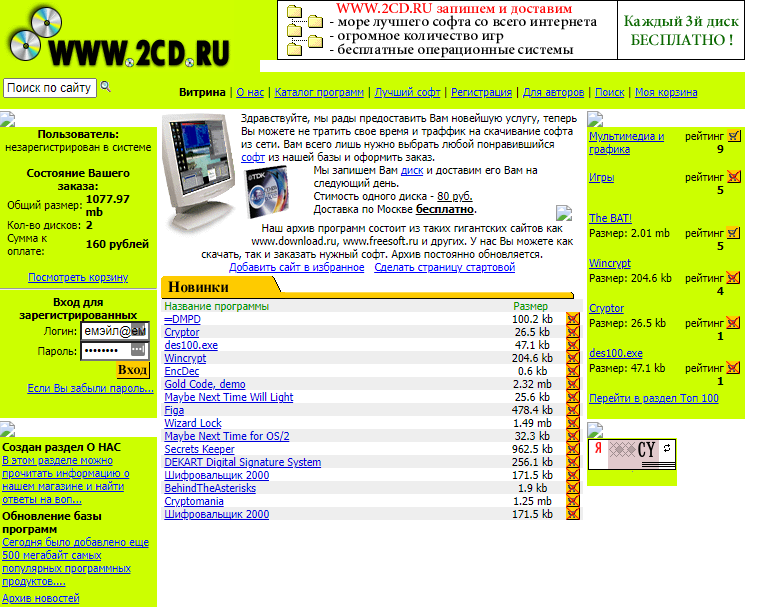 WWW.2CD.RU
WWW.2CD.RU запишем и доставим
- море лучшего софта со всего интернета
- огромное количество игр
- бесплатные операционные системы
Каждый 3й диск
БЕСПЛАТНО !
Поиск по сайту
Витрина | О нас | Каталог программ | Лучший софт | Регистрация | Для авторов | Поиск | Моя корзина
Пользователь:
незарегистрирован в системе
Состояние Вашего
заказа:
Общий размер: 1077.97
mb
Кол-во дисков: 2
Сумма к
оплате: 160 рублей
Посмотреть корзину
Вход для
зарегистрированных
Логин: емэйл@ем
Пароль: ••••••••
Вход
Если Вы забыли пароль...
Создан раздел О НАС
В этом разделе можно
прочитать информацию о
нашем магазине и найти
ответы на воп...
Обновление базы
программ
Сегодня было добавлено еще
500 мегабайт самых
популярных программных
продуктов....
Архив новостей
Здравствуйте, мы рады предоставить Вам новейшую услугу, теперь
Вы можете не тратить свое время и траффик на скачивание софта
из сети. Вам всего лишь нужно выбрать любой понравившийся
софт из нашей базы и оформить заказ.
Мы запишем Вам диск и доставим его Вам на
следующий день.
Стимость одного диска - 80 руб.
Доставка по Москве бесплатно.
Наш архив программ состоит из таких гигантских сайтов как
www.download.ru, www.freesoft.ru и других. У нас Вы можете как
скачать, так и заказать нужный софт. Архив постоянно обновляется.
Добавить сайт в избранное Сделать страницу стартовой
Новинки
Название программы Размер
==DMPD 100.2 kb
Cryptor 26.5 kb
des100.exe 47.1 kb
Wincrypt 204.6 kb
EncDec 0.6 kb
Gold Code, demo 2.32 mb
Maybe Next Time Will Light 25.6 kb
Figa 478.4 kb
Wizard Lock 1.49 mb
Maybe Next Time for OS/2 32.3 kb
Secrets Keeper 962.5 kb
DEKART Digital Signature System 256.1 kb
Шифровальщик 2000 171.5 kb
BehindTheAsterisks 1.9 kb
Cryptomania 1.25 mb
Шифровальщик 2000 171.5 kb
Мультимедиа и
графика
рейтинг
9
Игры рейтинг
5
The BAT!
Размер: 2.01 mb рейтинг
5
Wincrypt
Размер: 204.6 kb рейтинг
4
Cryptor
Размер: 26.5 kb рейтинг
1
des100.exe
Размер: 47.1 kb рейтинг
1
Перейти в раздел Топ 100
Я CY